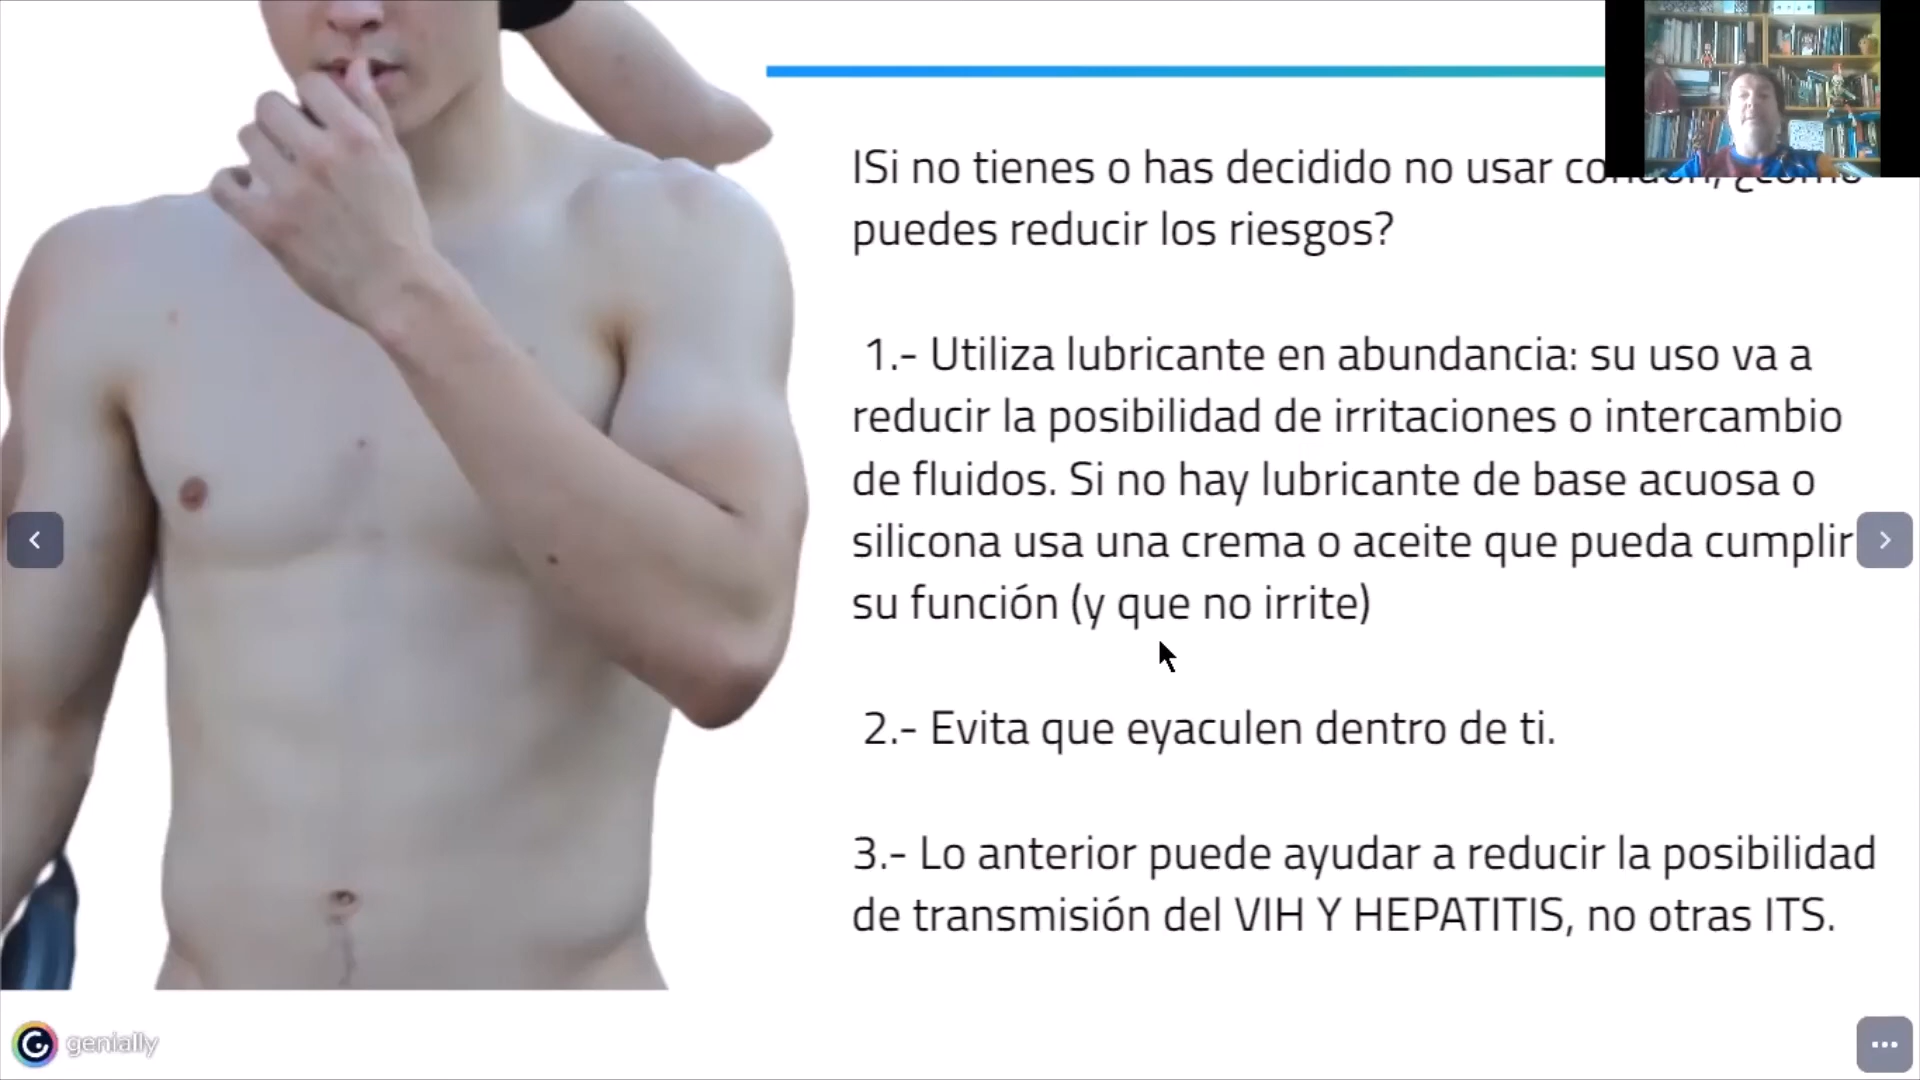 ISi no tienes o has decidido no usar condón, ¿cómo
puedes reducir los riesgos?
1.- Utiliza lubricante en abundancia: su uso va a
reducir la posibilidad de irritaciones o intercambio
de fluidos. Si no hay lubricante de base acuosa o
silicona usa una crema o aceite que pueda cumplir
su función (y que no irrite)
2.- Evita que eyaculen dentro de ti.
3.- Lo anterior puede ayudar a reducir la posibilidad
de transmisión del VIH Y HEPATITIS, no otras ITS.
genially